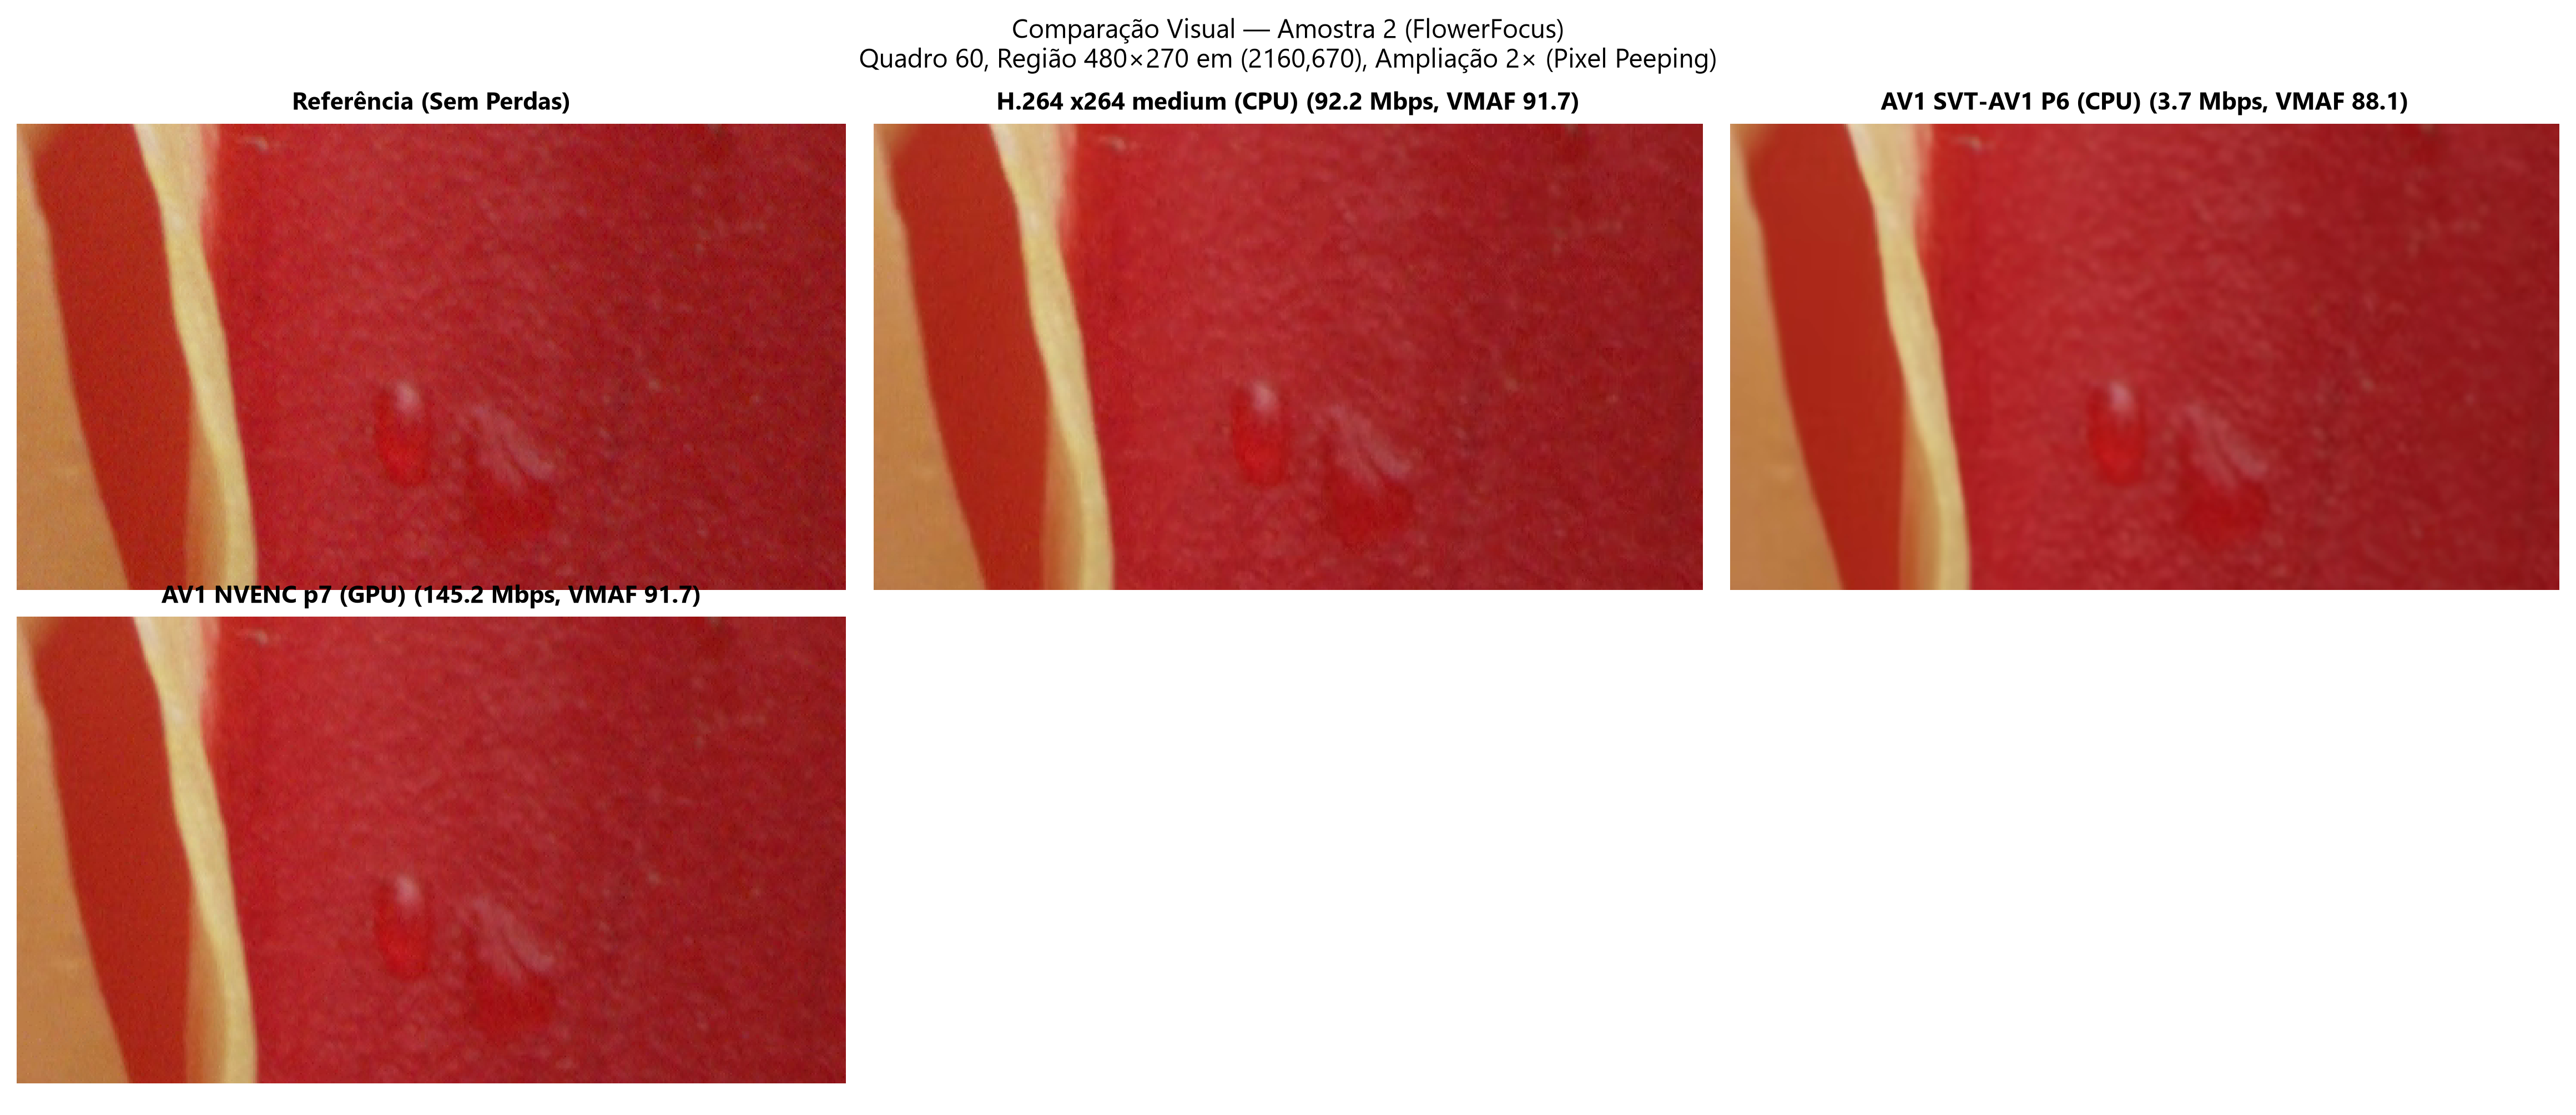 Comparação Visual — Amostra 2 (FlowerFocus)
Quadro 60, Região 480×270 em (2160,670), Ampliação 2× (Pixel Peeping)
Referência (Sem Perdas)
H.264 x264 medium (CPU) (92.2 Mbps, VMAF 91.7)
AV1 SVT-AV1 P6 (CPU) (3.7 Mbps, VMAF 88.1)
AV1 NVENC p7 (GPU) (145.2 Mbps, VMAF 91.7)